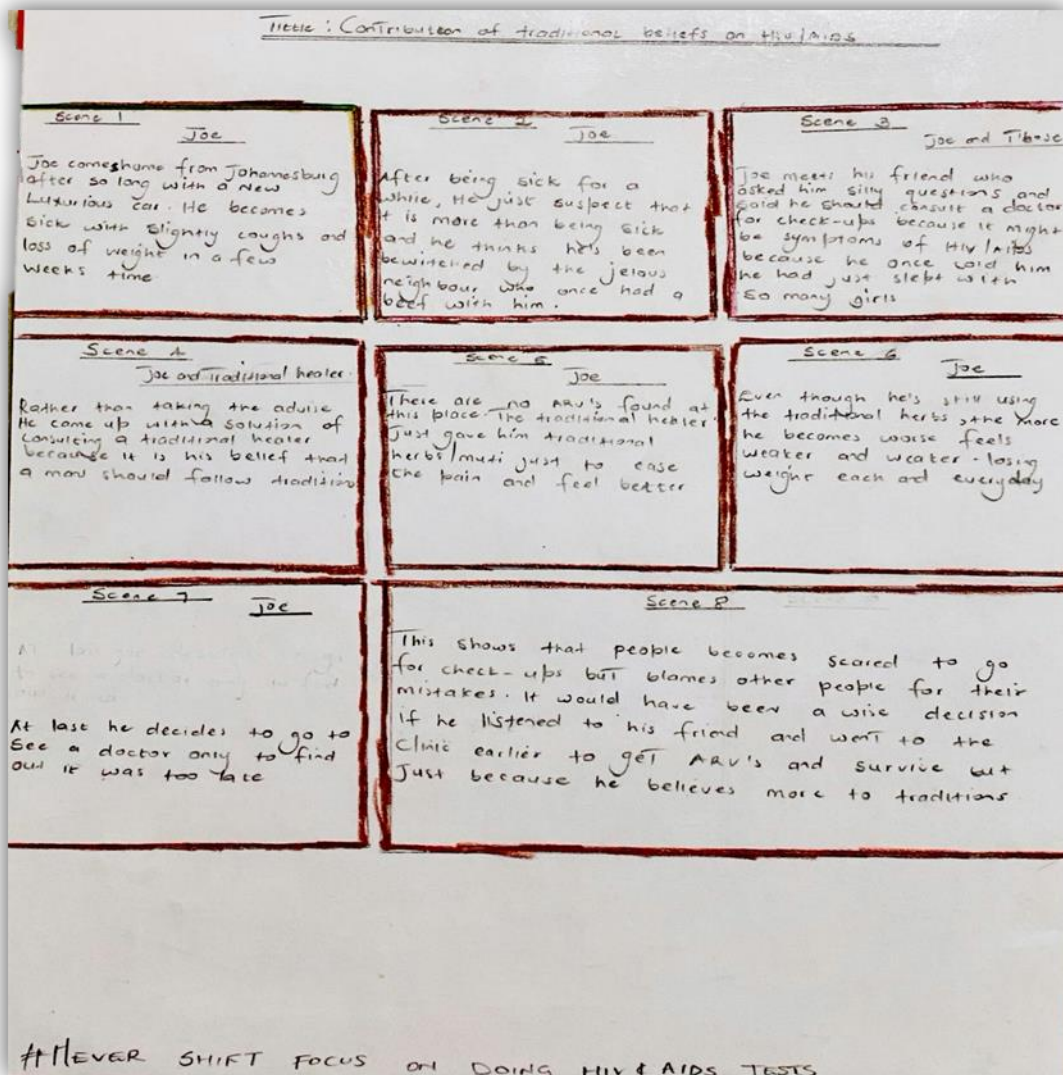 Tittle : Contribution of traditional beliefs on HIV/AIDS
Scene 1
Joe
Joe comes home from Johannesburg
after so long with a New
Luxurious car. He becomes
sick with slightly coughs and
loss of weight in a few
weeks time
Scene 2
Joe
After being sick for a
while, He just suspect that
it is more than being sick
and he thinks he's been
bewitched by the jelous
neighbour who once had a
beef with him.
Scene 3
Joe and Tibose
Joe meets his friend who
asked him silly questions and
said he should consult a doctor
for check-ups because it might
be symptoms of HIV/AIDS
because he once told him
he had just slept with
so many girls
Scene 4
Joe and Traditional healer.
Rather than taking the advise
He come up with a solution of
consulting a traditional healer
because it is his belief that
a man should follow tradition
Scene 5
Joe
There are no ARV's found at
this place. The traditional healer
Just gave him traditional
herbs/muti just to ease
the pain and feel better
Scene 6
Joe
Even though he's still using
the traditional herbs, the more
he becomes worse feels
weaker and weaker. losing
weight each and everyday
Scene 7
Joe
At last he decides to go to
See a doctor only to find
out it was too late
Scene 8
This shows that people becomes scared to go
for check-ups but blames other people for their
mistakes. It would have been a wise decision
if he listened to his friend and went to the
Clinic earlier to get ARV's and survive but
Just because he believes more to traditions
#NEVER SHIFT FOCUS ON DOING HIV & AIDS TESTS